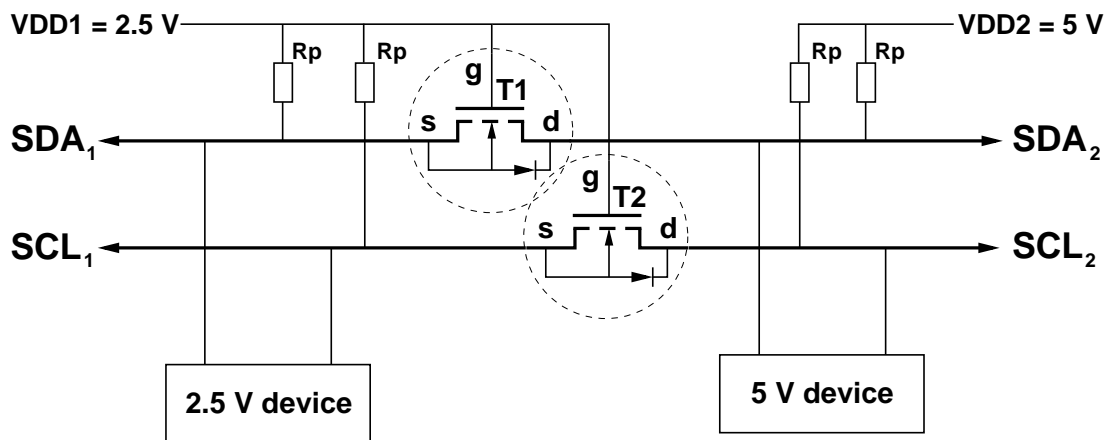 VDD1 = 2.5 V
VDD2 = 5 V
Rp
Rp
Rp
Rp
g
T1
s
d
SDA1
SDA2
g
T2
s
d
SCL1
SCL2
2.5 V device
5 V device